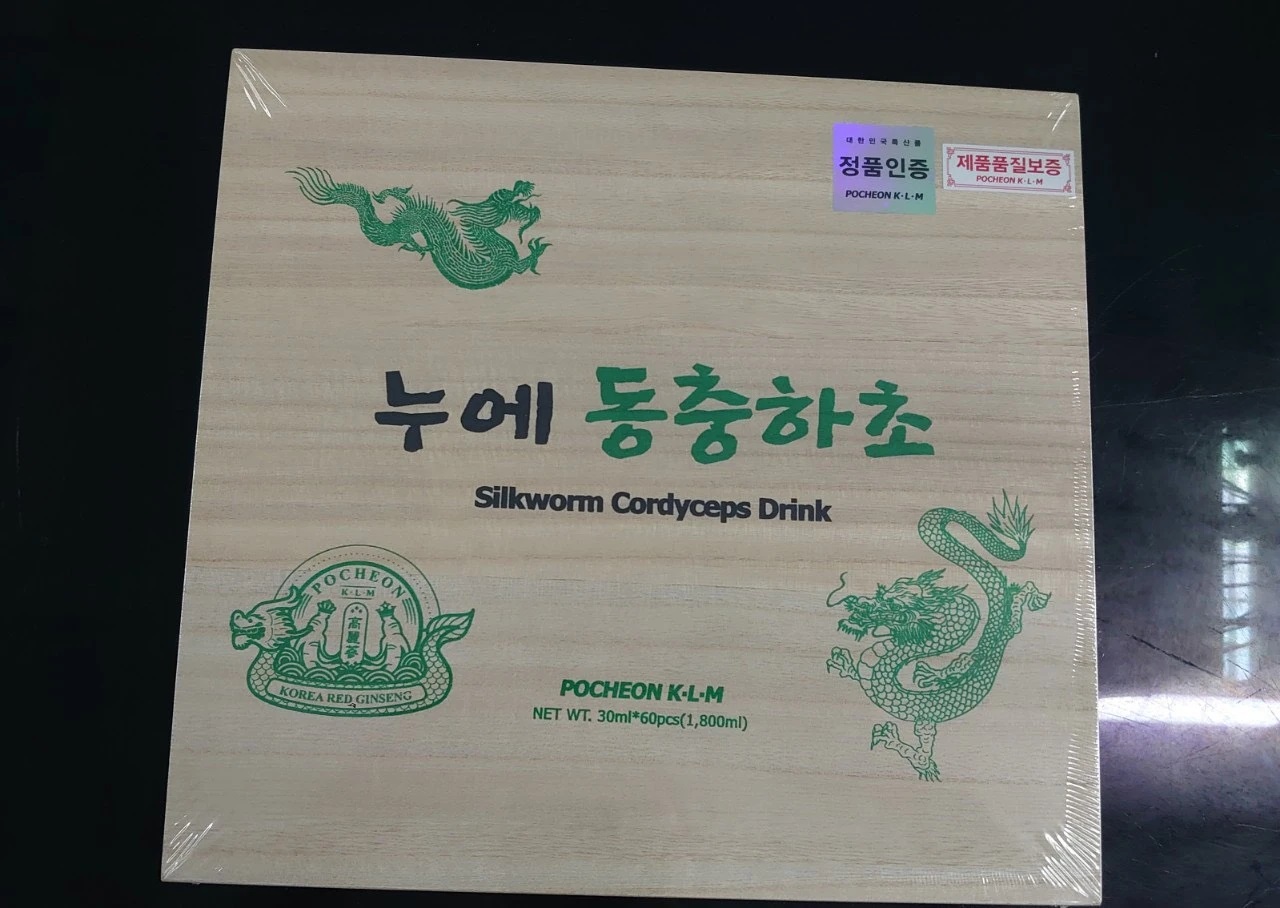 대한민국특산품
정품인증
POCHEON K·L·M
제품품질보증
POCHEON K·L·M
누에 동충하초
Silkworm Cordyceps Drink
POCHEON
K·L·M
高麗蔘
KOREA RED GINSENG
POCHEON K·L·M
NET WT. 30ml*60pcs(1,800ml)